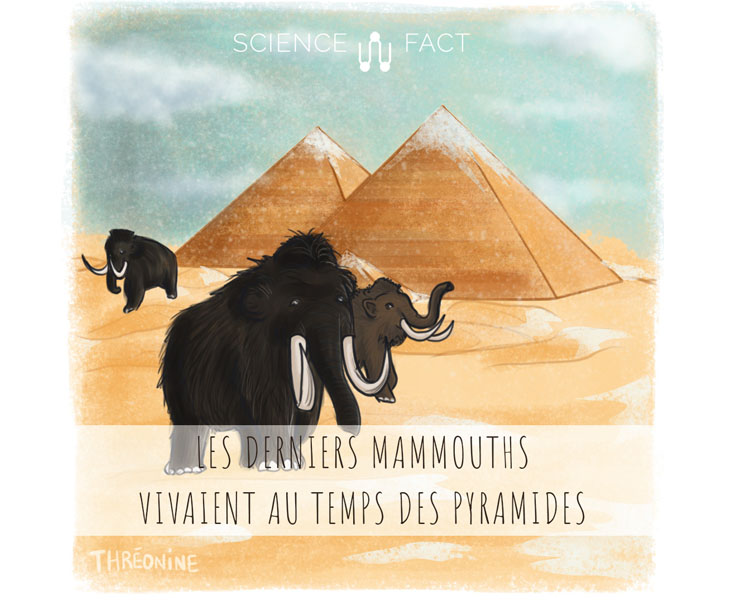 SCIENCE FACT
LES DERNIERS MAMMOUTHS
VIVAIENT AU TEMPS DES PYRAMIDES
THRÉONINE